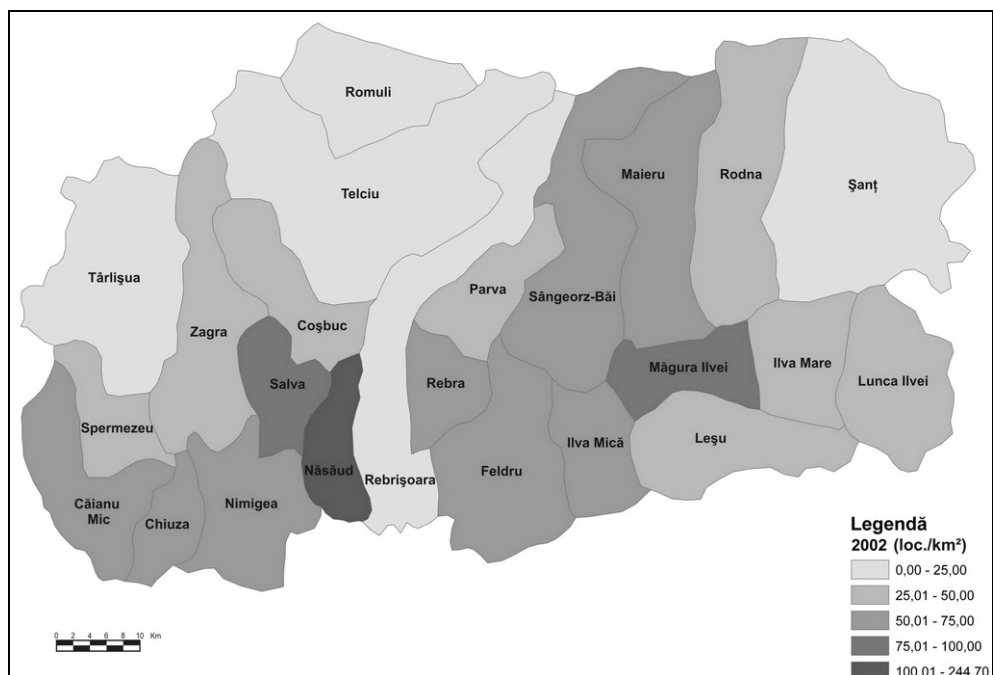 Romuli
Maieru
Rodna
Şanţ
Telciu
Târlişua
Parva
Sângeorz-Băi
Zagra
Coşbuc
Măgura Ilvei
Ilva Mare
Lunca Ilvei
Salva
Rebra
Spermezeu
Ilva Mică
Leşu
Năsăud
Rebrişoara
Feldru
Căianu
Mic
Chiuza
Nimigea
Legendă
2002 (loc./km²)
0,00 - 25,00
25,01 - 50,00
50,01 - 75,00
75,01 - 100,00
100,01 - 244,70
0 2 4 6 8 10 Km